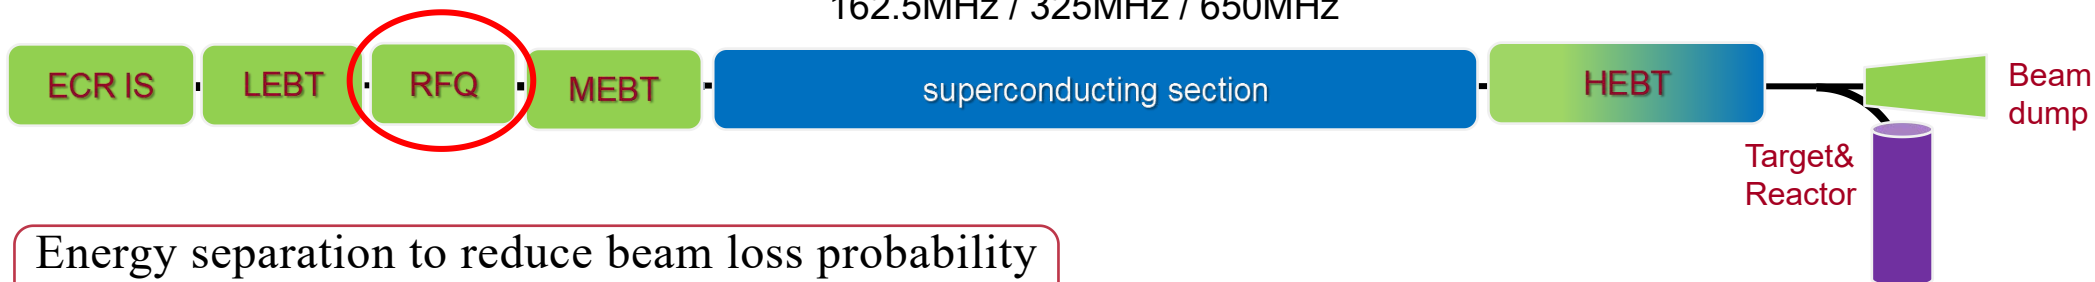 162.5MHz / 325MHz / 650MHz
ECR IS
LEBT
RFQ
MEBT
superconducting section
HEBT
Beam
dump
Target&
Reactor
Energy separation to reduce beam loss probability